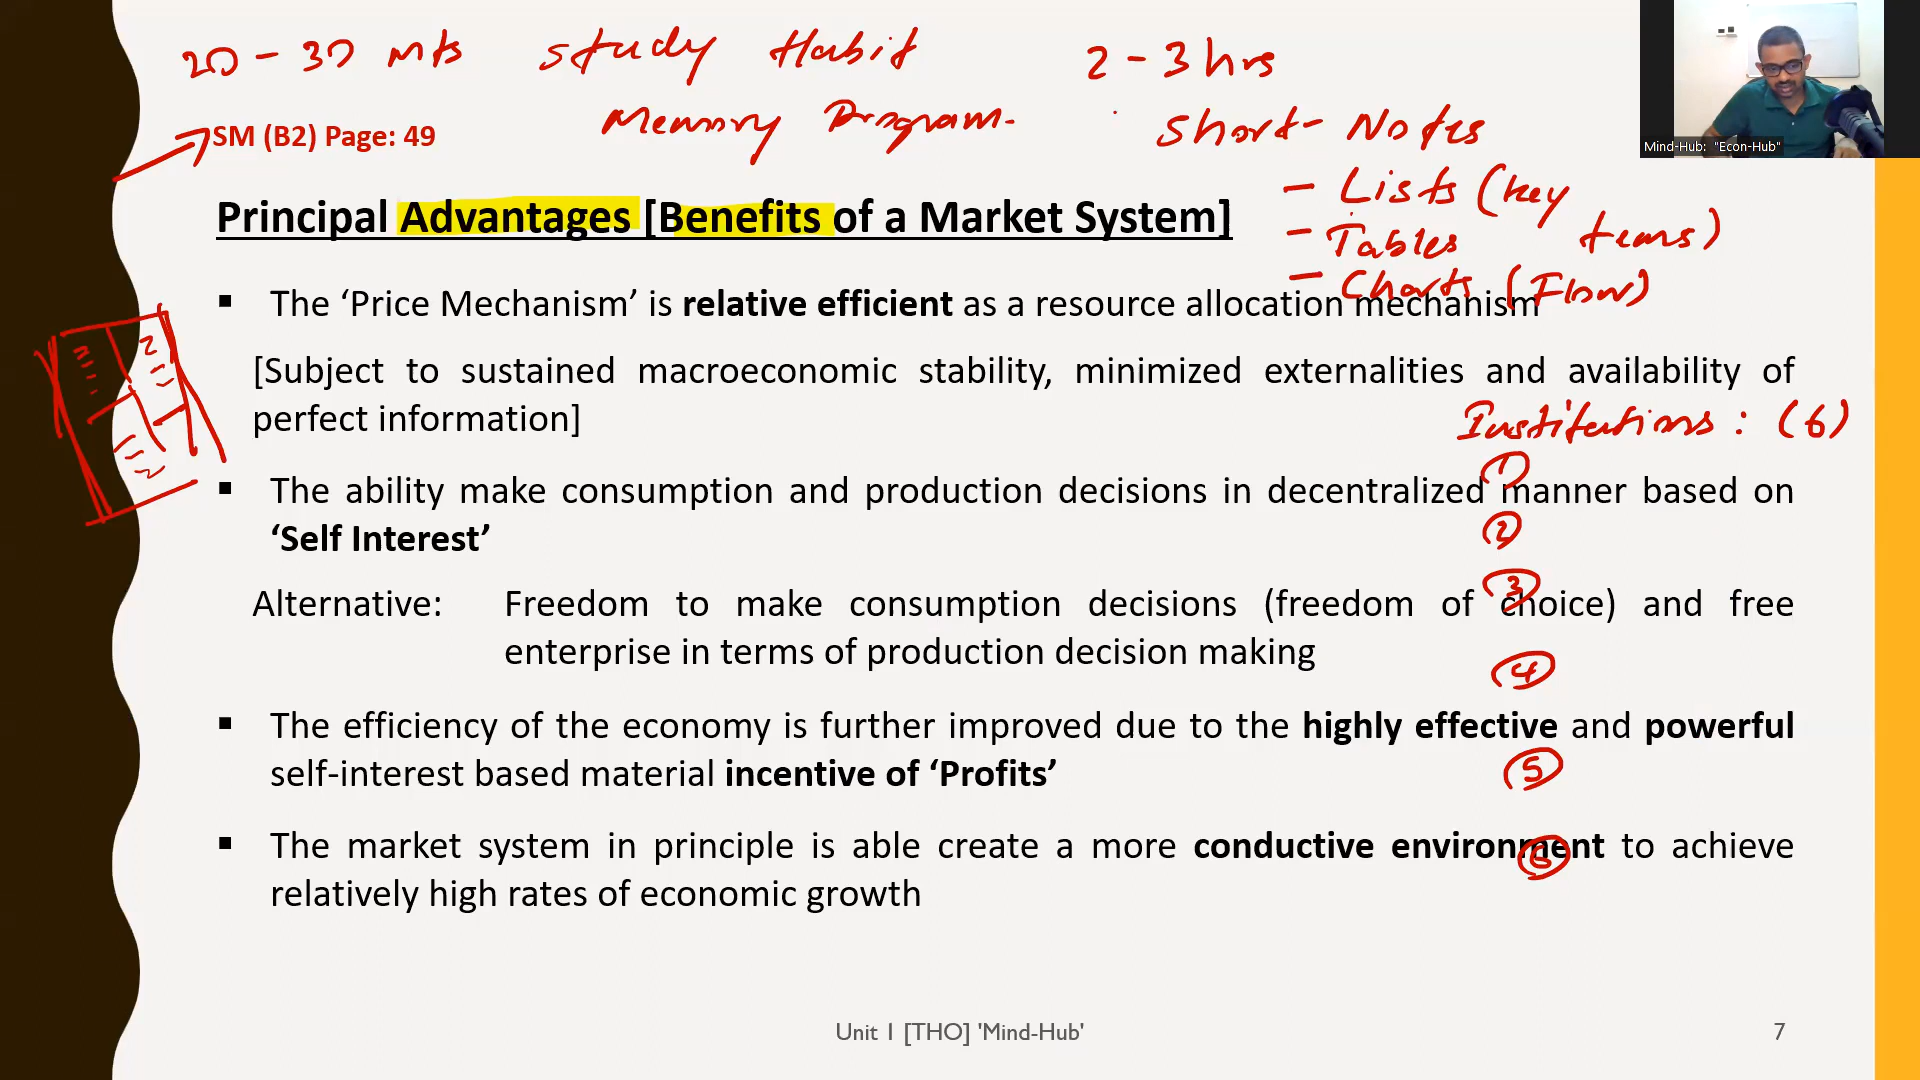 20 - 30 mts Study Habit 2 - 3 hrs
Memory Program. Short-Notes
SM (B2) Page: 49
Mind-Hub: "Econ-Hub"
- Lists (key terms)
- Tables
- Charts (Flow)
Principal Advantages [Benefits of a Market System]
▪ The ‘Price Mechanism’ is relative efficient as a resource allocation mechanism
[Subject to sustained macroeconomic stability, minimized externalities and availability of
perfect information]
Institutions: (6)
1
2
3
4
5
6
▪ The ability make consumption and production decisions in decentralized manner based on
‘Self Interest’
Alternative: Freedom to make consumption decisions (freedom of choice) and free
enterprise in terms of production decision making
▪ The efficiency of the economy is further improved due to the highly effective and powerful
self-interest based material incentive of ‘Profits’
▪ The market system in principle is able create a more conductive environment to achieve
relatively high rates of economic growth
Unit 1 [THO] 'Mind-Hub'
7